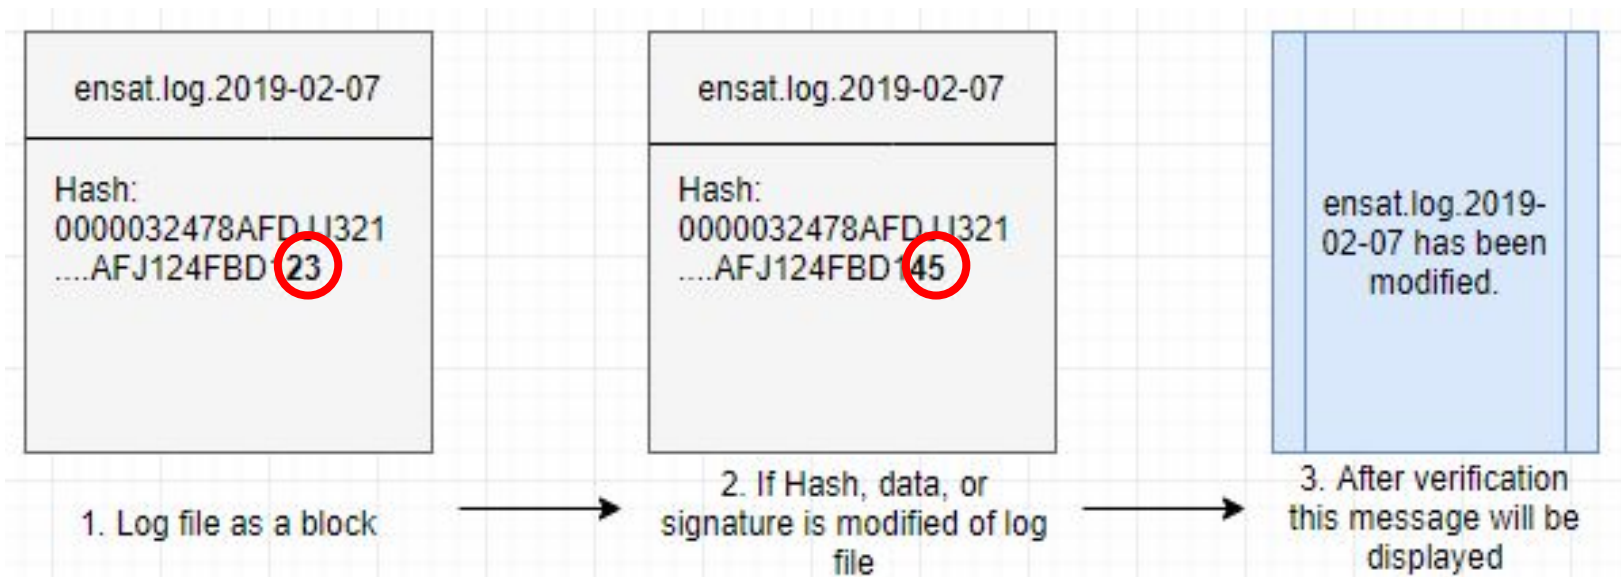 ensat.log.2019-02-07
Hash:
0000032478AFDJJ321
....AFJ124FBD123
1. Log file as a block
ensat.log.2019-02-07
Hash:
0000032478AFDJJ321
....AFJ124FBD145
2. If Hash, data, or
signature is modified of log
file
ensat.log.2019-
02-07 has been
modified.
3. After verification
this message will be
displayed